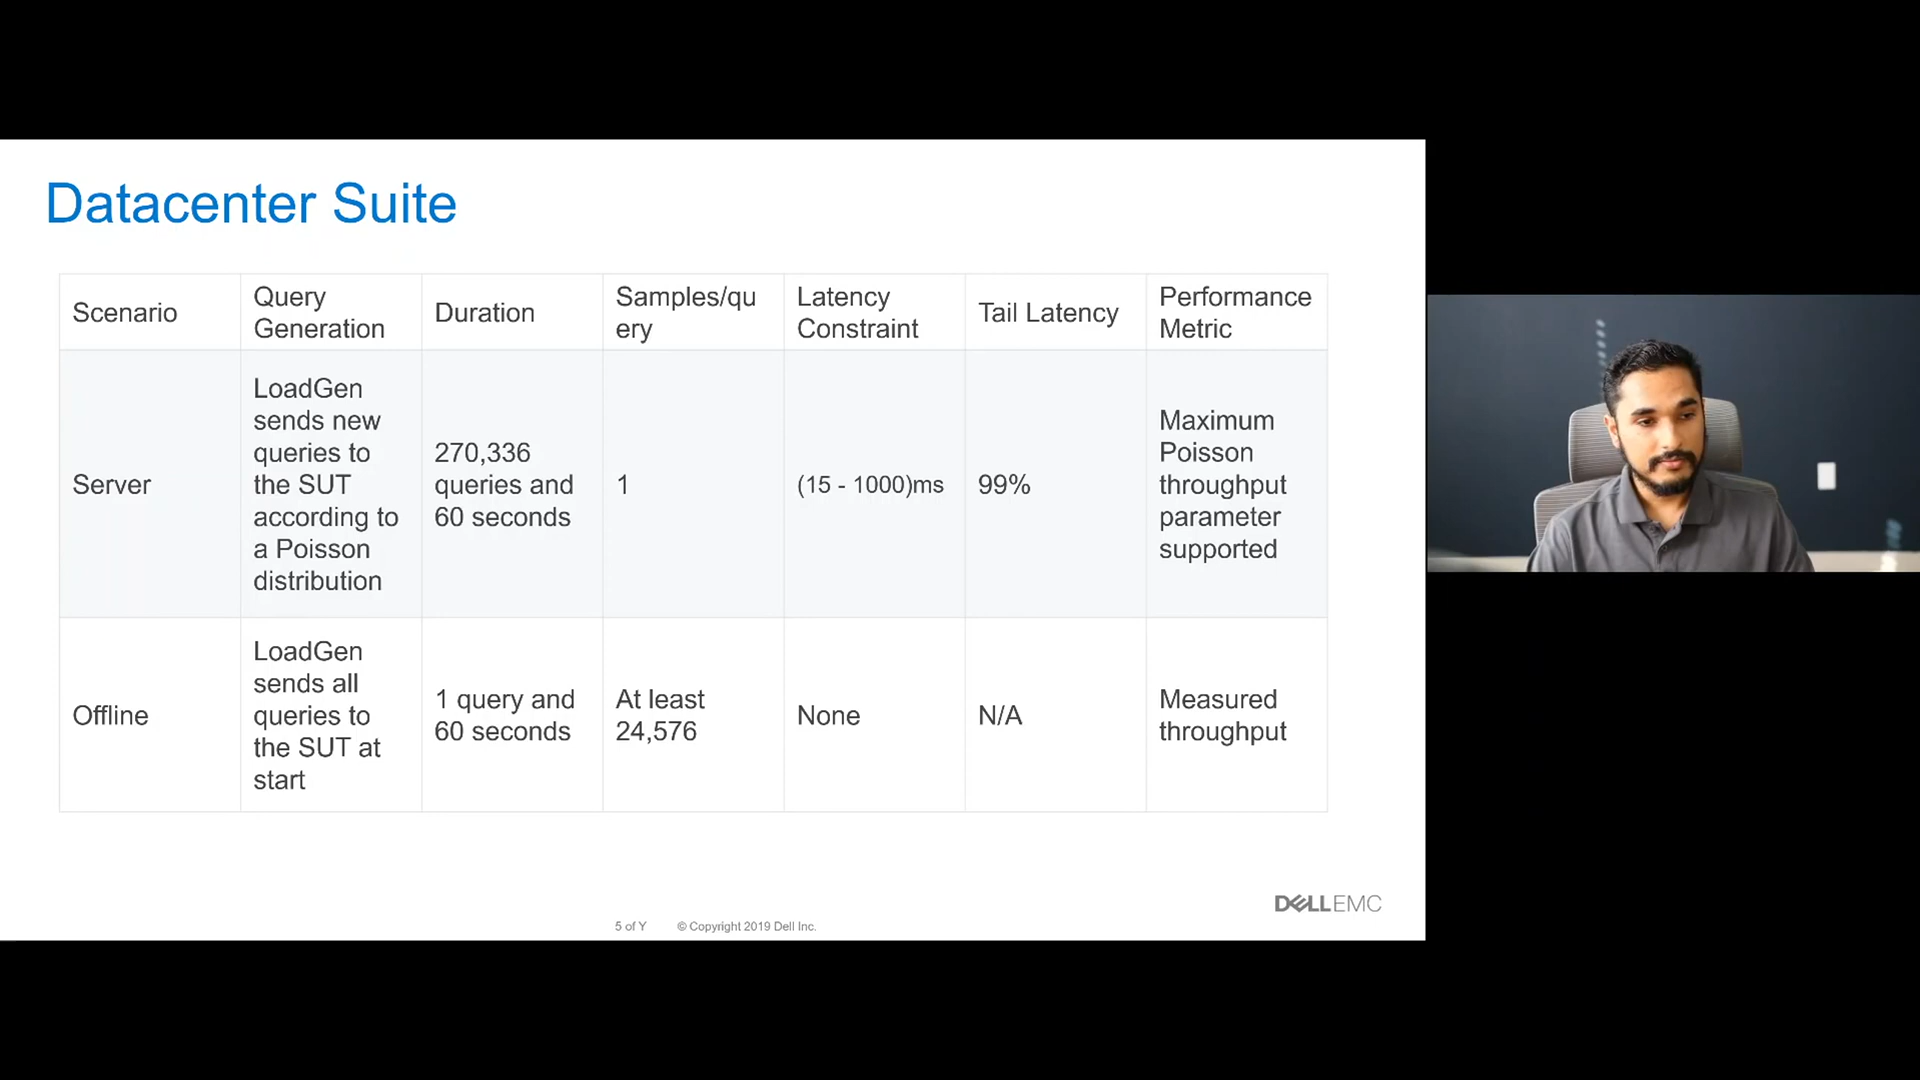 Datacenter Suite
Scenario
Query
Generation
Duration
Samples/qu
ery
Latency
Constraint
Tail Latency
Performance
Metric
Server
LoadGen
sends new
queries to
the SUT
according to
a Poisson
distribution
270,336
queries and
60 seconds
1
(15 - 1000)ms
99%
Maximum
Poisson
throughput
parameter
supported
Offline
LoadGen
sends all
queries to
the SUT at
start
1 query and
60 seconds
At least
24,576
None
N/A
Measured
throughput
DELLEMC
5 of Y © Copyright 2019 Dell Inc.